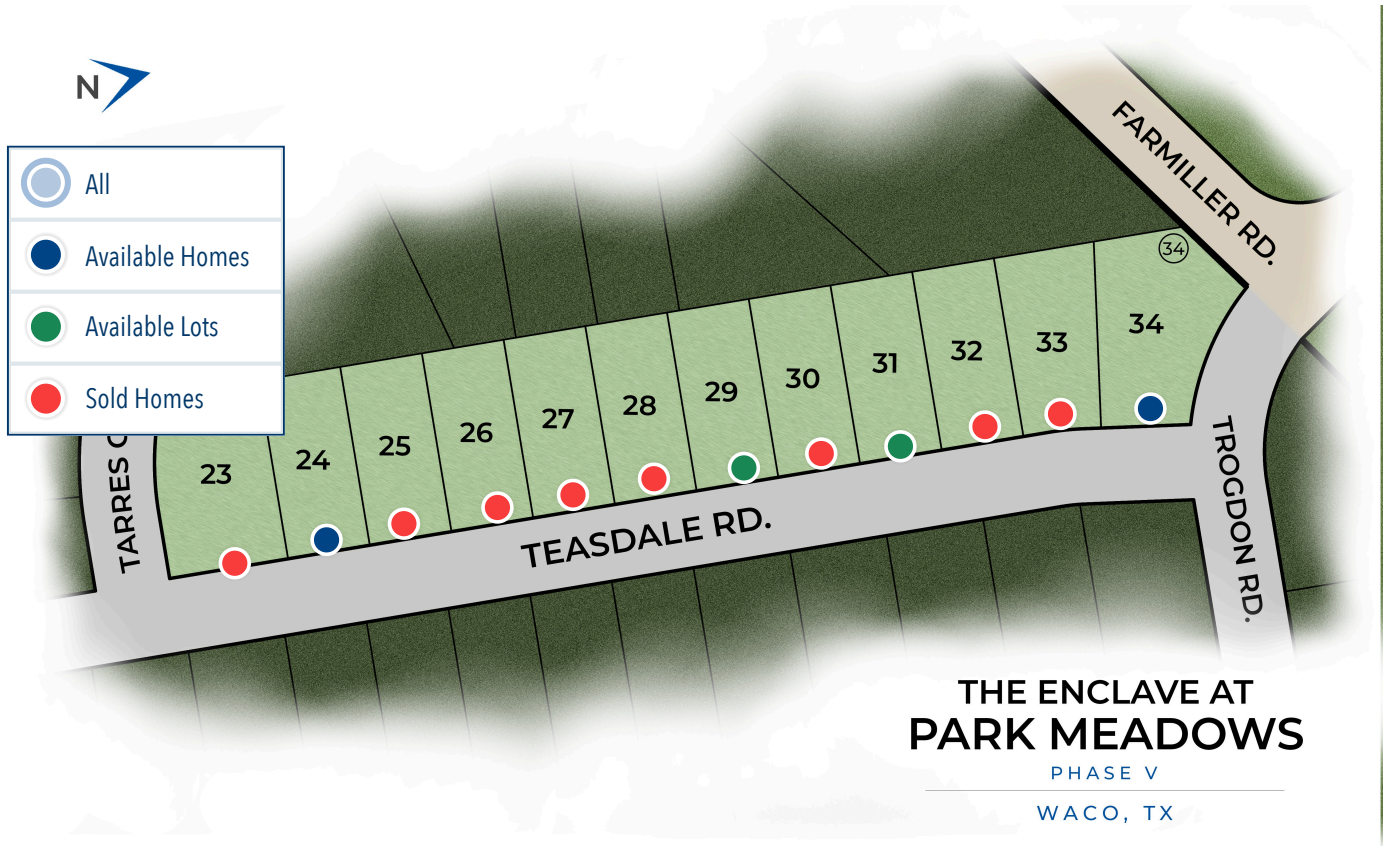 N
All
Available Homes
Available Lots
Sold Homes
FARMILLER RD.
34
23
24
25
26
27
28
29
30
31
32
33
34
TARRES
TEASDALE RD.
TROGDON RD.
THE ENCLAVE AT
PARK MEADOWS
PHASE V
WACO, TX